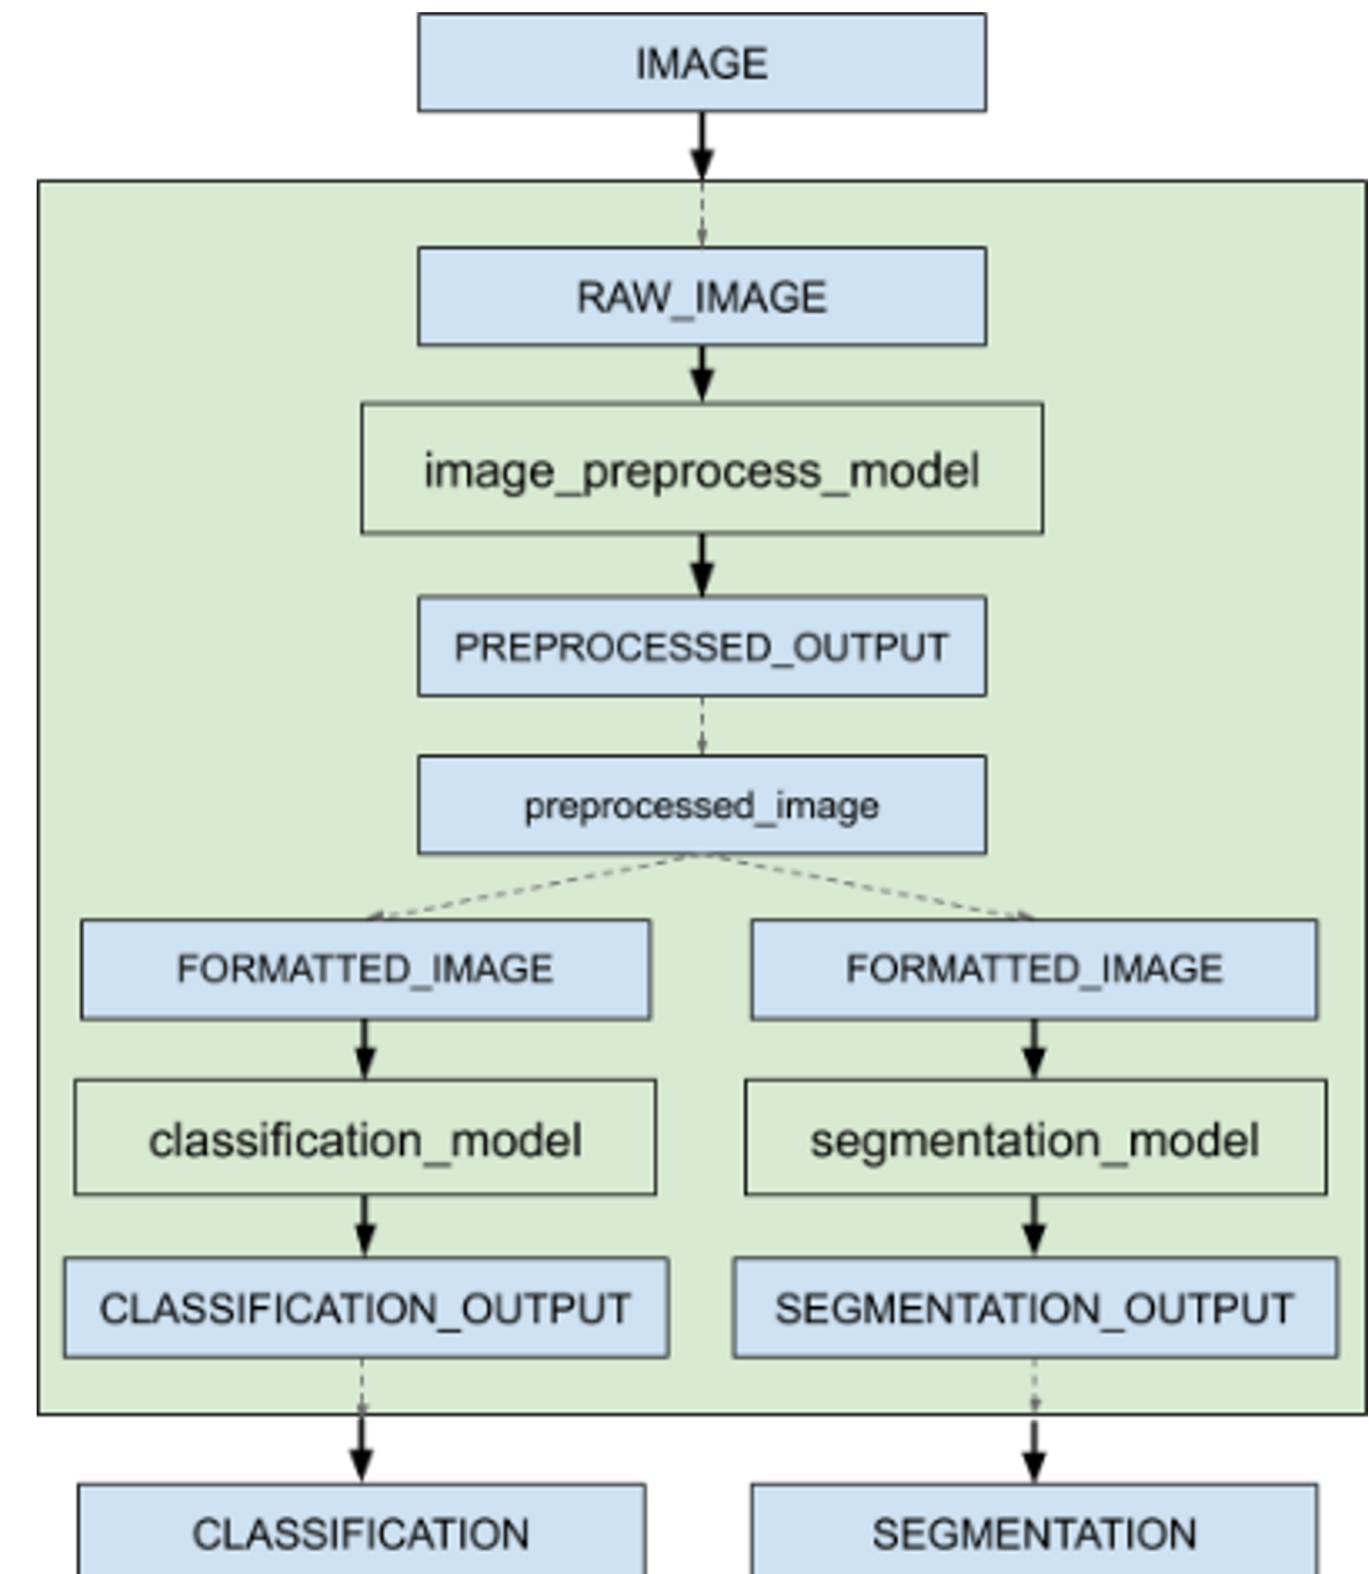 IMAGE
RAW_IMAGE
image_preprocess_model
PREPROCESSED_OUTPUT
preprocessed_image
FORMATTED_IMAGE
FORMATTED_IMAGE
classification_model
segmentation_model
CLASSIFICATION_OUTPUT
SEGMENTATION_OUTPUT
CLASSIFICATION
SEGMENTATION